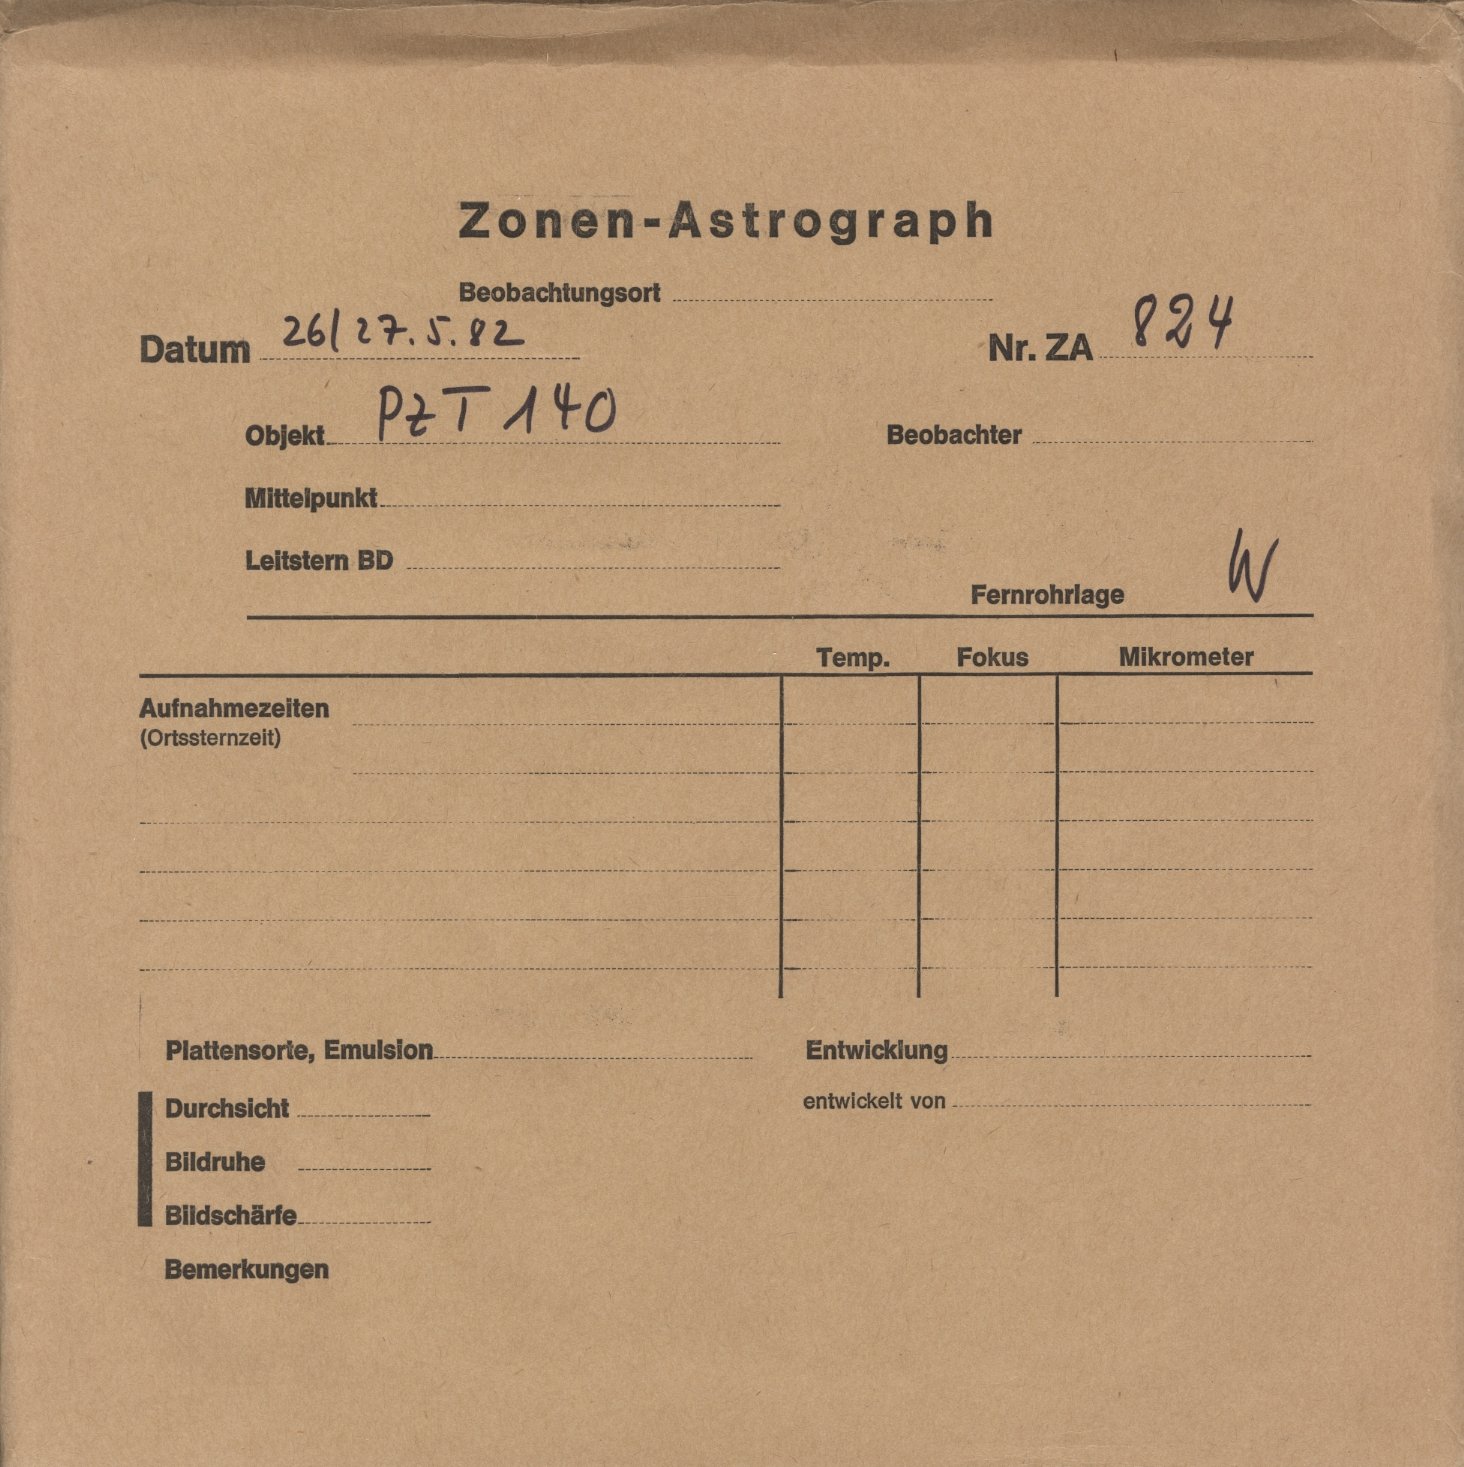 Zonen-Astrograph
Beobachtungsort
Datum 26/27.5.82
Nr. ZA 824
Objekt PZT 140
Beobachter
Mittelpunkt
Leitstern BD
Fernrohrlage W
Temp. Fokus Mikrometer
Aufnahmezeiten
(Ortssternzeit)
Plattensorte, Emulsion
Entwicklung
Durchsicht
entwickelt von
Bildruhe
Bildschärfe
Bemerkungen